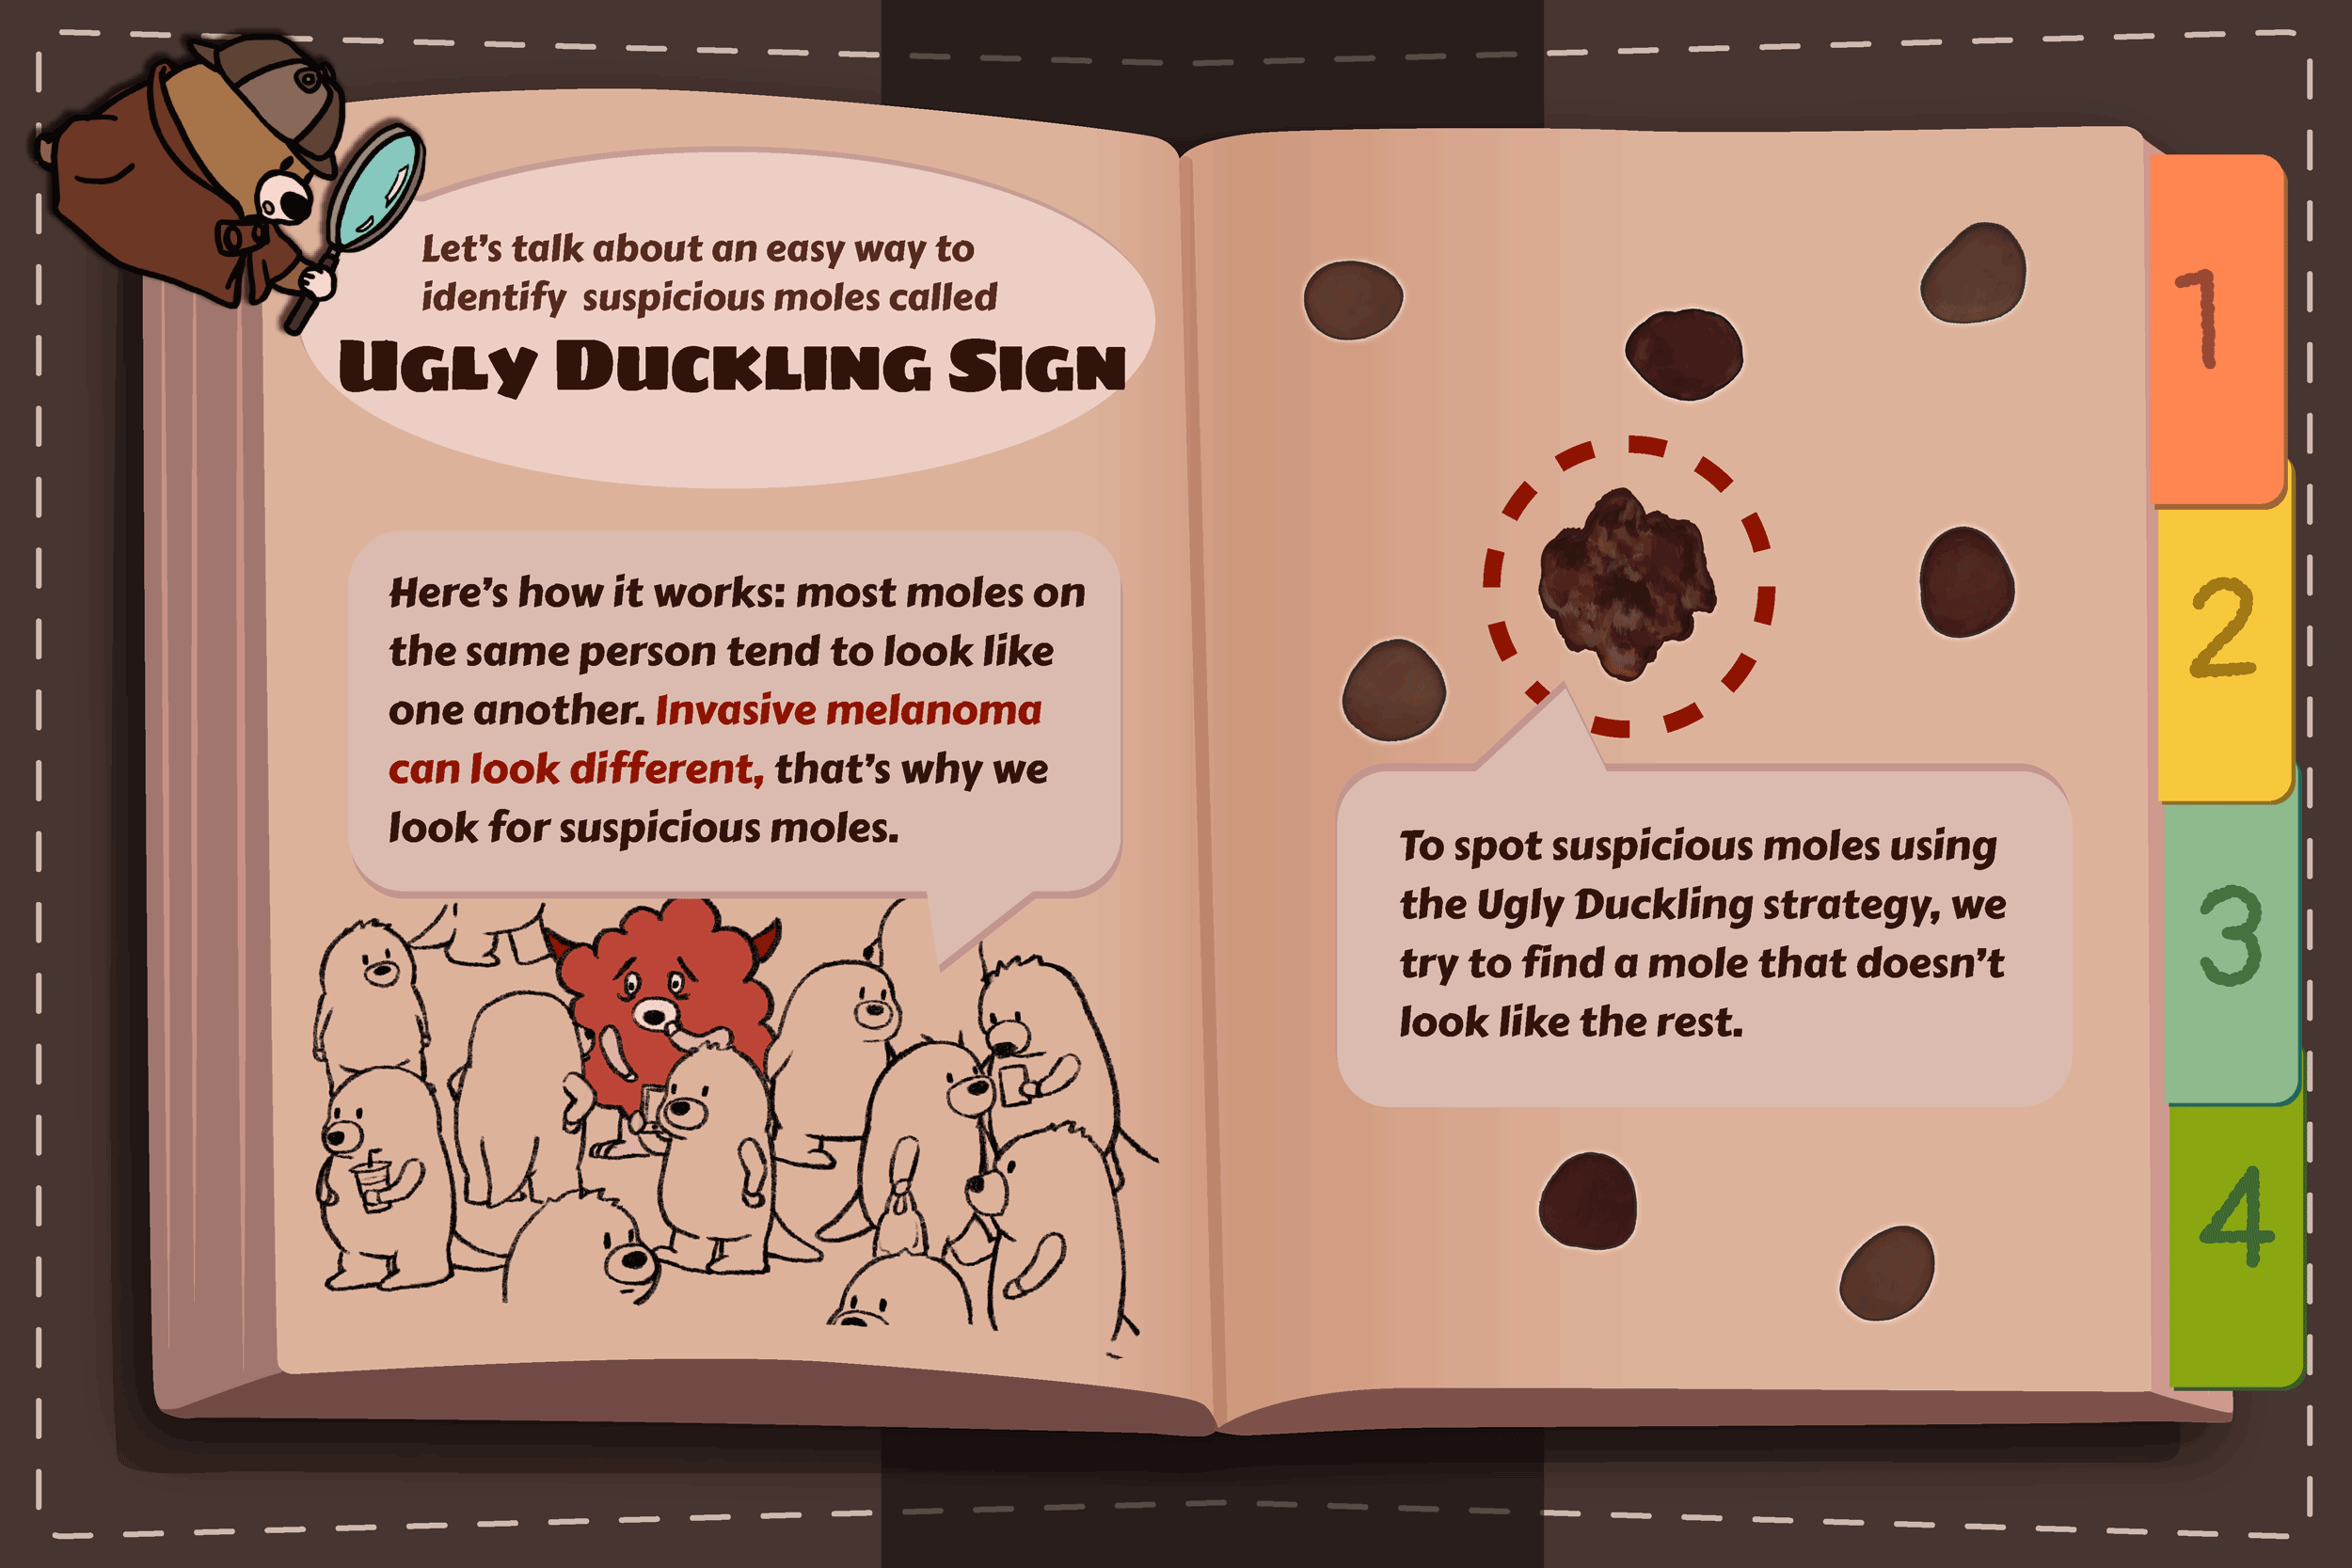 Let's talk about an easy way to
identify suspicious moles called
UGLY DUCKLING SIGN
Here's how it works: most moles on
the same person tend to look like
one another. Invasive melanoma
can look different, that's why we
look for suspicious moles.
To spot suspicious moles using
the Ugly Duckling strategy, we
try to find a mole that doesn't
look like the rest.
1
2
3
4